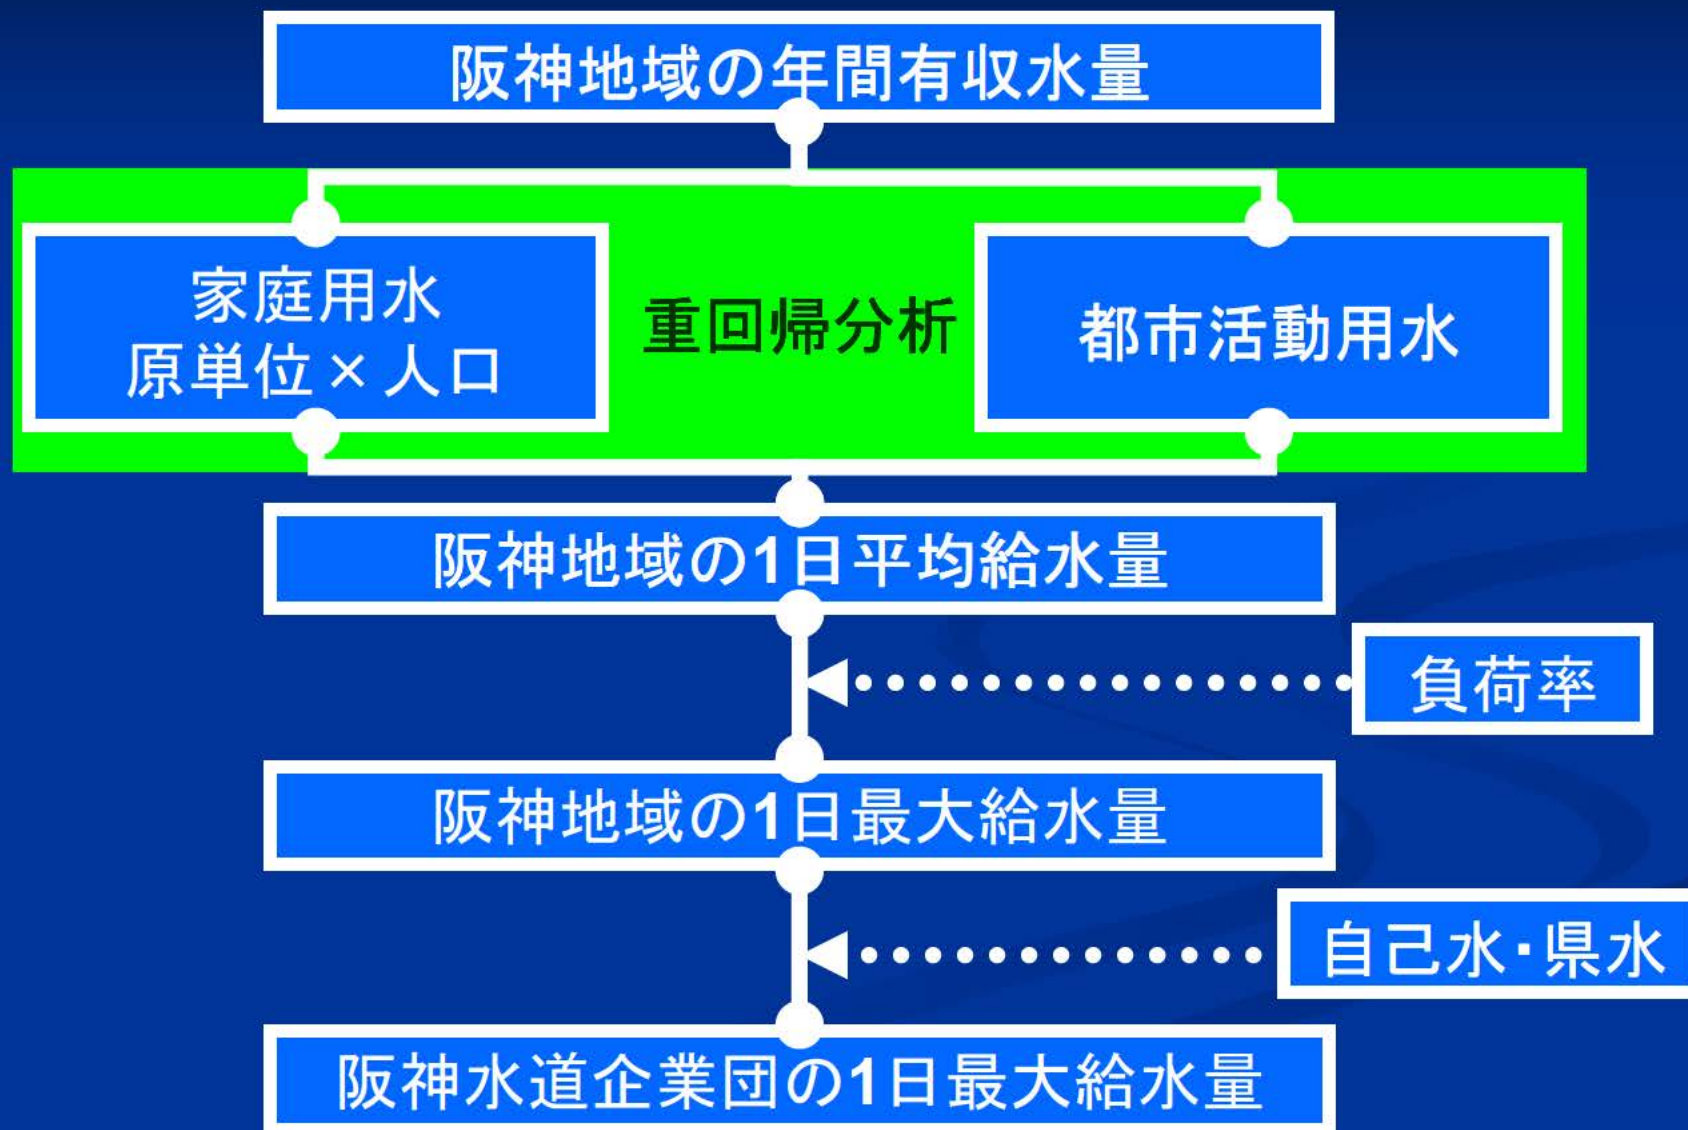 阪神地域の年間有収水量
家庭用水
原単位×人口
重回帰分析
都市活動用水
阪神地域の1日平均給水量
負荷率
阪神地域の1日最大給水量
自己水・県水
阪神水道企業団の1日最大給水量